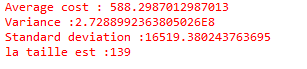 Average cost : 588.2987012987013
Variance :2.7288992363805026E8
Standard deviation :16519.380243763695
la taille est :139